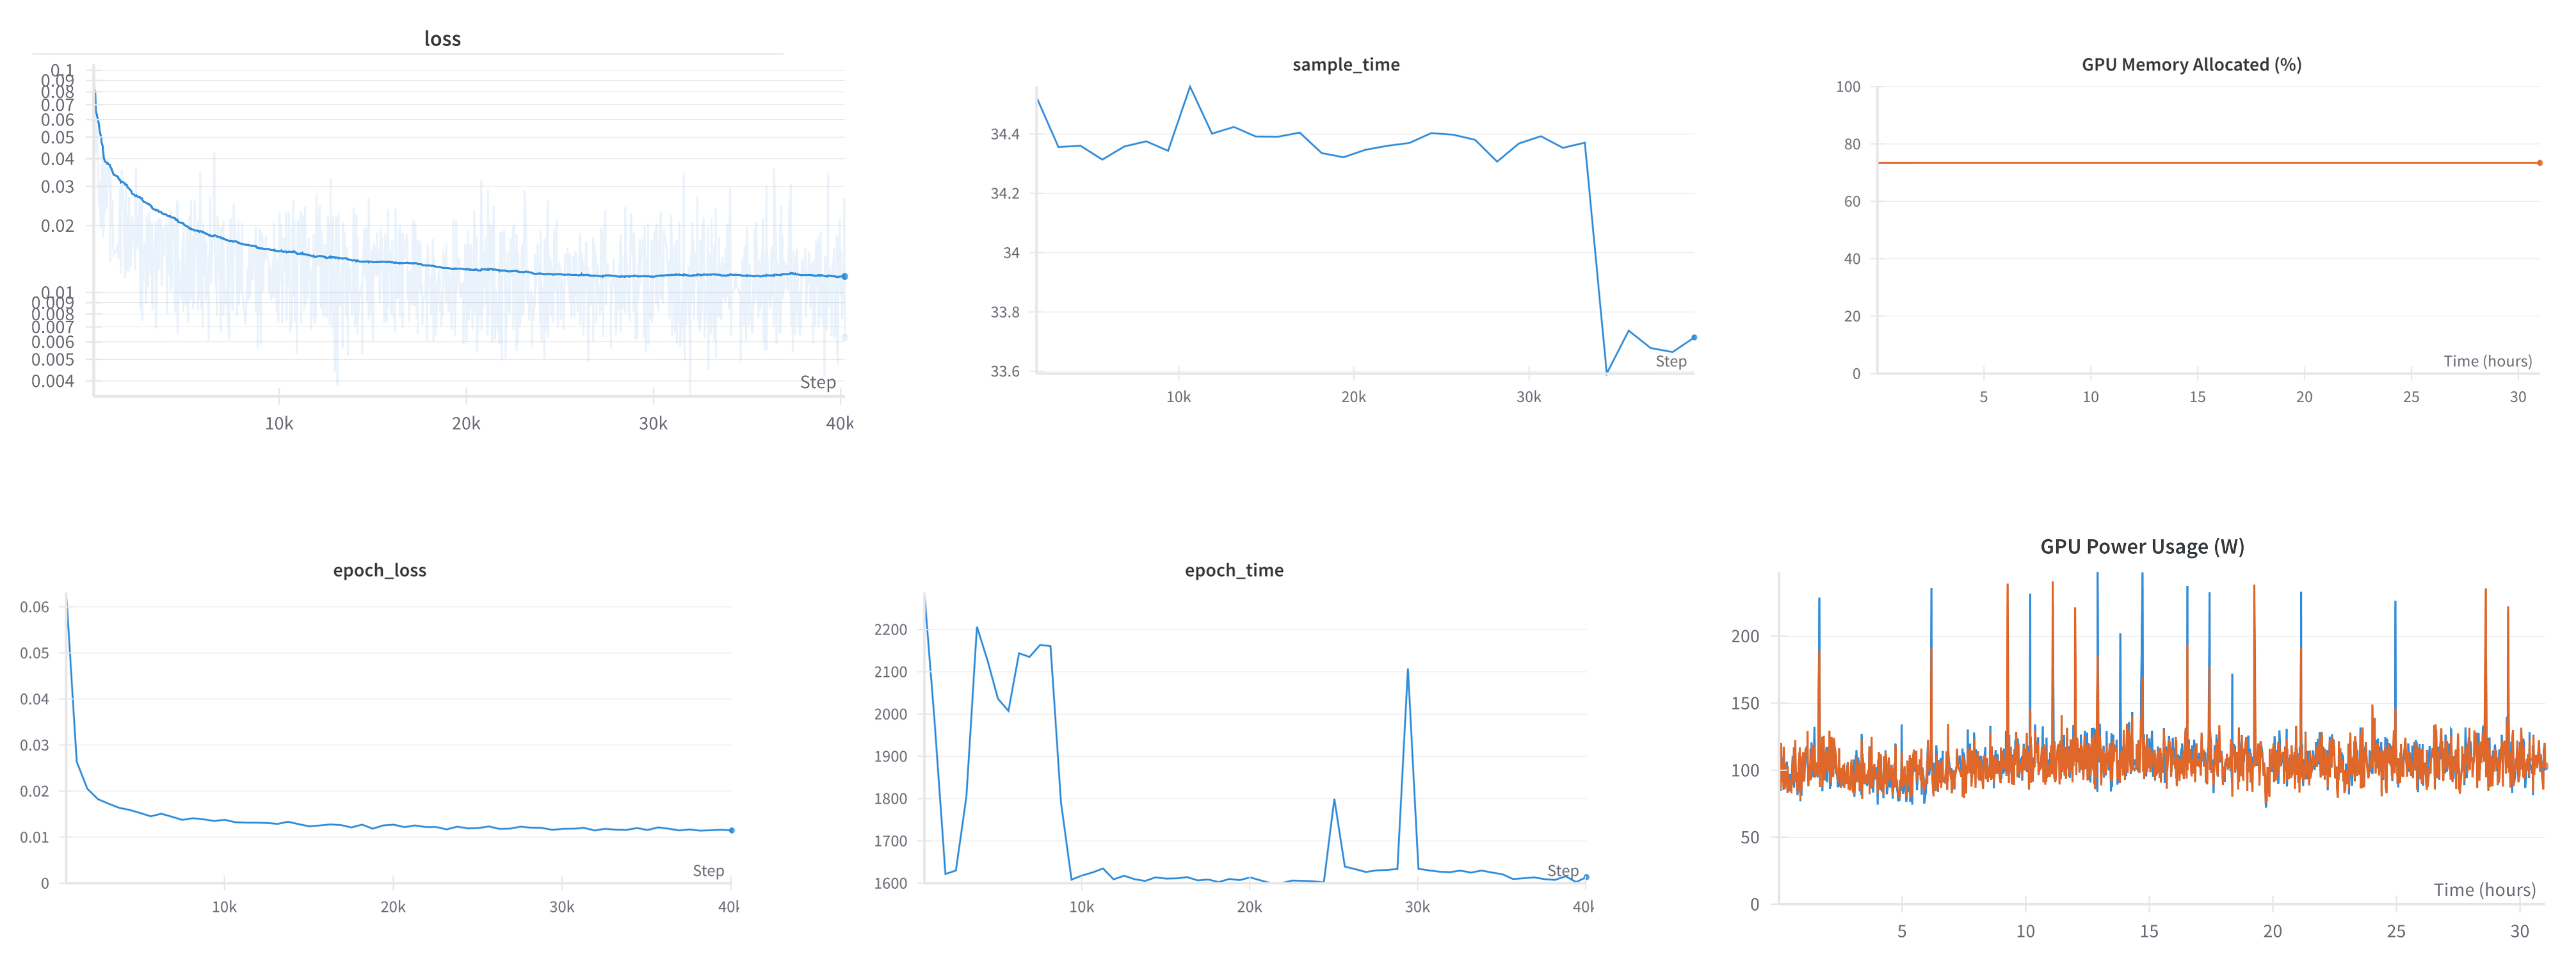 loss
0.1
0.09
0.08
0.07
0.06
0.05
0.04
0.03
0.02
0.01
0.009
0.008
0.007
0.006
0.005
0.004
Step
10k
20k
30k
40k
sample_time
34.4
34.2
34
33.8
33.6
Step
10k
20k
30k
GPU Memory Allocated (%)
100
80
60
40
20
0
Time (hours)
5
10
15
20
25
30
epoch_loss
0.06
0.05
0.04
0.03
0.02
0.01
0
Step
10k
20k
30k
40k
epoch_time
2200
2100
2000
1900
1800
1700
1600
Step
10k
20k
30k
40k
GPU Power Usage (W)
200
150
100
50
0
Time (hours)
5
10
15
20
25
30